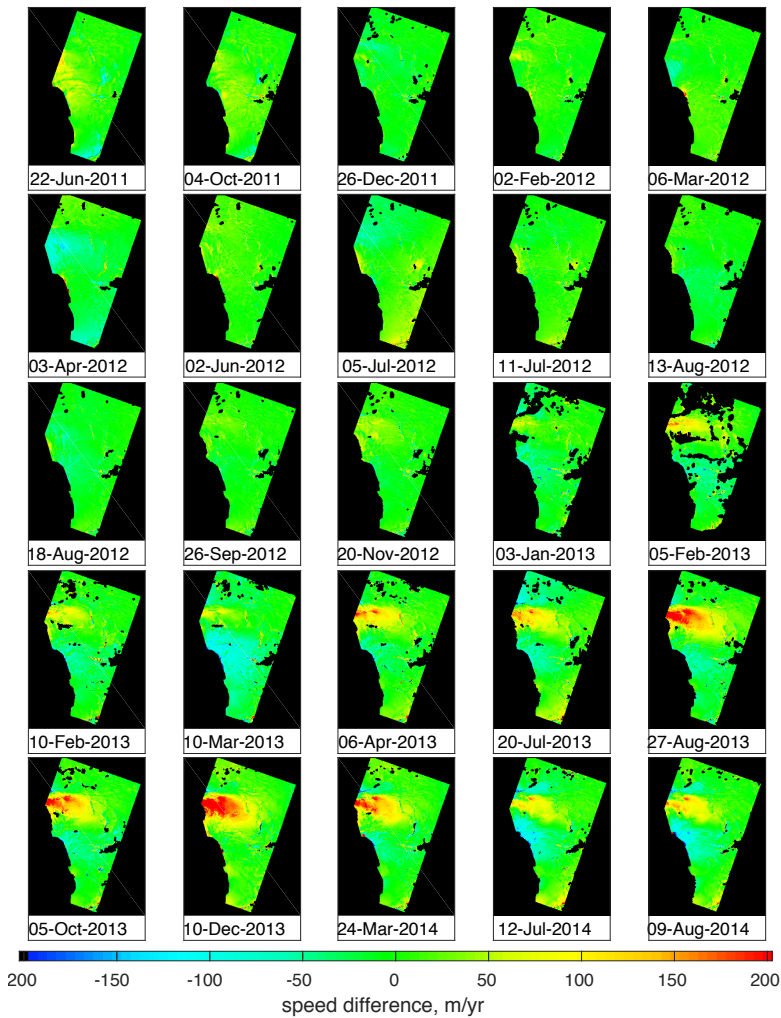 22-Jun-2011 04-Oct-2011 26-Dec-2011 02-Feb-2012 06-Mar-2012
03-Apr-2012 02-Jun-2012 05-Jul-2012 11-Jul-2012 13-Aug-2012
18-Aug-2012 26-Sep-2012 20-Nov-2012 03-Jan-2013 05-Feb-2013
10-Feb-2013 10-Mar-2013 06-Apr-2013 20-Jul-2013 27-Aug-2013
05-Oct-2013 10-Dec-2013 24-Mar-2014 12-Jul-2014 09-Aug-2014
200 -100 -50 0 50 100 150 200
speed difference, m/yr